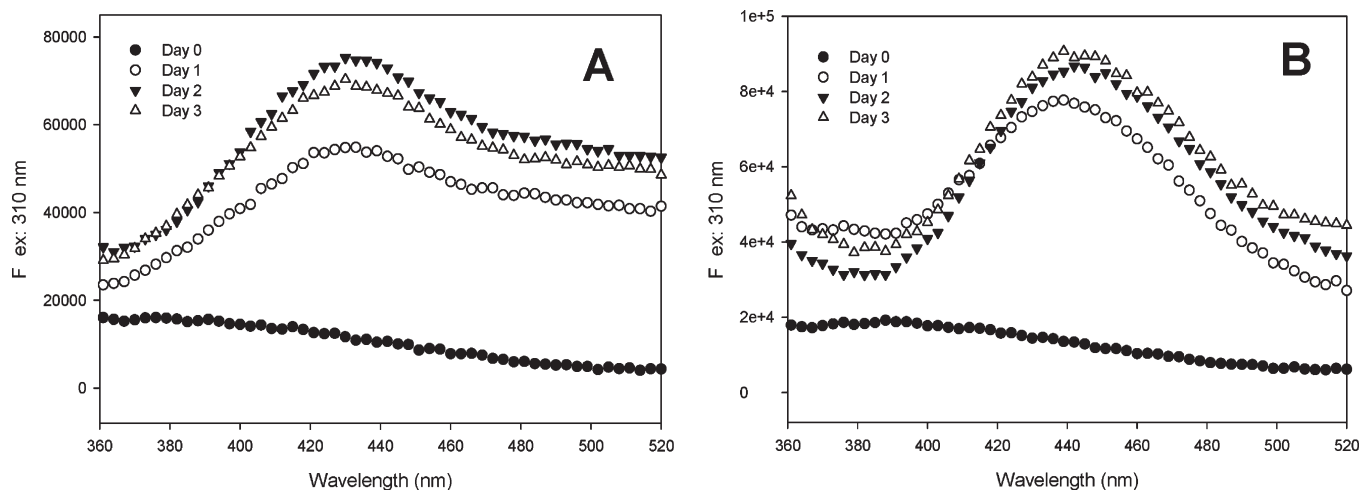 A
Day 0
Day 1
Day 2
Day 3
80000
60000
40000
20000
0
F ex: 310 nm
360 380 400 420 440 460 480 500 520
Wavelength (nm)
B
Day 0
Day 1
Day 2
Day 3
1e+5
8e+4
6e+4
4e+4
2e+4
0
F ex: 310 nm
360 380 400 420 440 460 480 500 520
Wavelength (nm)